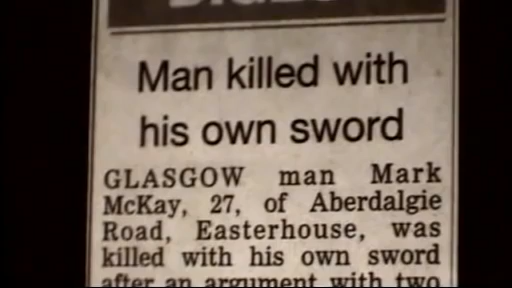 Man killed with
his own sword
GLASGOW man Mark
McKay, 27, of Aberdalgie
Road, Easterhouse, was
killed with his own sword
after an argument with two